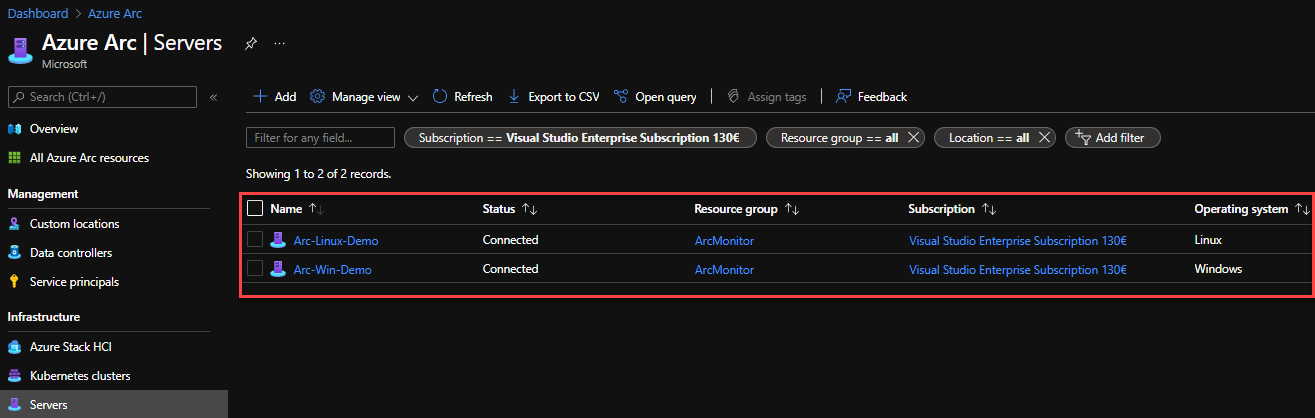 Dashboard > Azure Arc
Azure Arc | Servers
Microsoft
Search (Ctrl+/)
Overview
All Azure Arc resources
Management
Custom locations
Data controllers
Service principals
Infrastructure
Azure Stack HCI
Kubernetes clusters
Servers
Add Manage view Refresh Export to CSV Open query Assign tags Feedback
Filter for any field... Subscription == Visual Studio Enterprise Subscription 130€ Resource group == all Location == all Add filter
Showing 1 to 2 of 2 records.
Name Status Resource group Subscription Operating system
Arc-Linux-Demo Connected ArcMonitor Visual Studio Enterprise Subscription 130€ Linux
Arc-Win-Demo Connected ArcMonitor Visual Studio Enterprise Subscription 130€ Windows